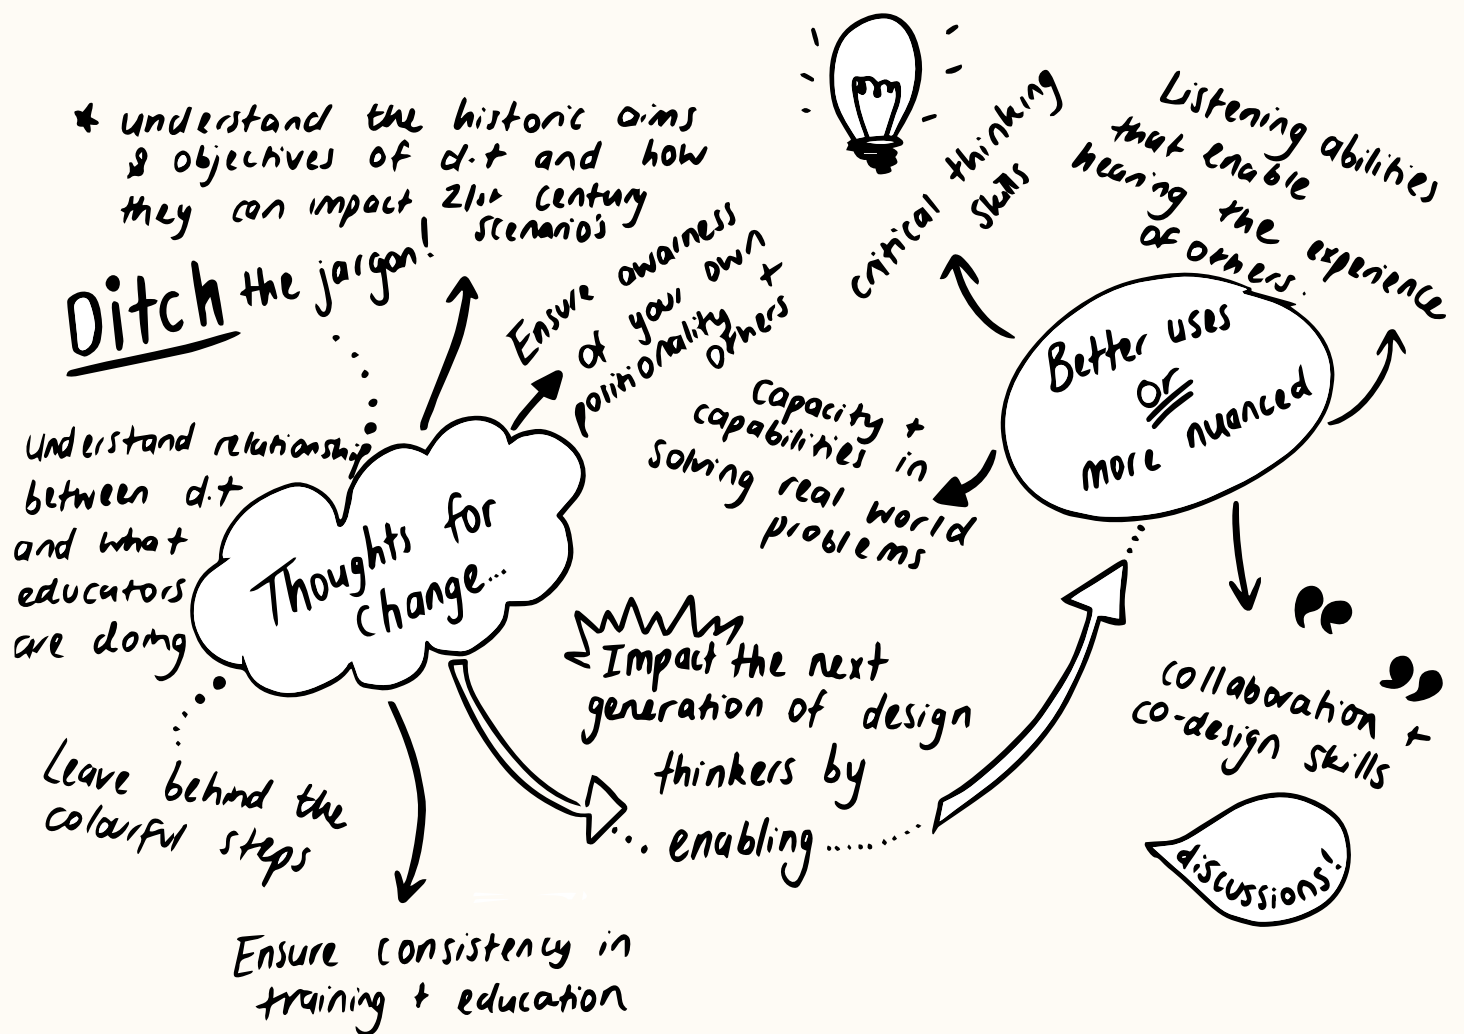 ★ understand the historic aims
& objectives of d.t and how
they can impact 21st century
scenario's
Ditch the jargon!
Ensure awarness
of your own
positionality +
others
Understand relationship
between d.t
and what
educators
are doing
Thoughts for
change...
Leave behind the
colourful steps
Ensure consistency in
training + education
Impact the next
generation of design
thinkers by
enabling
Better uses
or
more nuanced
critical thinking
skills
Listening abilities
that enable
hearing the experience
of others.
Capacity +
capabilities in
solving real world
problems
collaboration +
co-design skills
discussions!